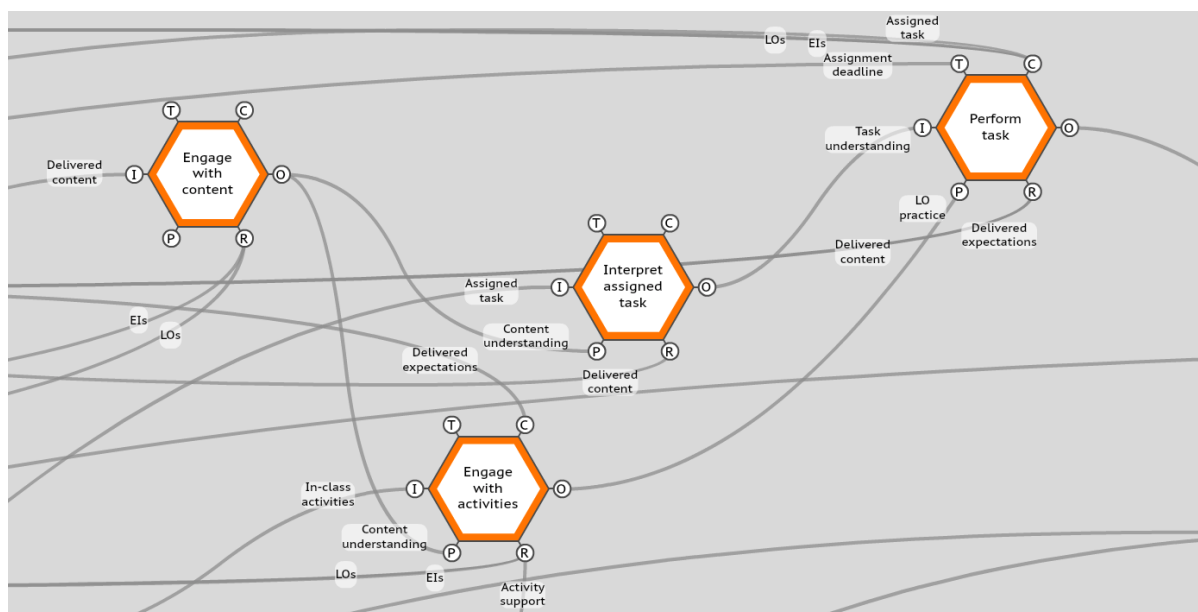 Assigned
task
LOs
EIs
Assignment
deadline
T
C
Perform
task
I
O
P
R
Task
understanding
LO
practice
Delivered
expectations
Delivered
content
T
C
Engage
with
content
I
O
P
R
Delivered
content
EIs
LOs
T
C
Interpret
assigned
task
I
O
P
R
Assigned
task
Content
understanding
Delivered
content
Delivered
expectations
T
C
Engage
with
activities
I
O
P
R
In-class
activities
Content
understanding
LOs
EIs
Activity
support